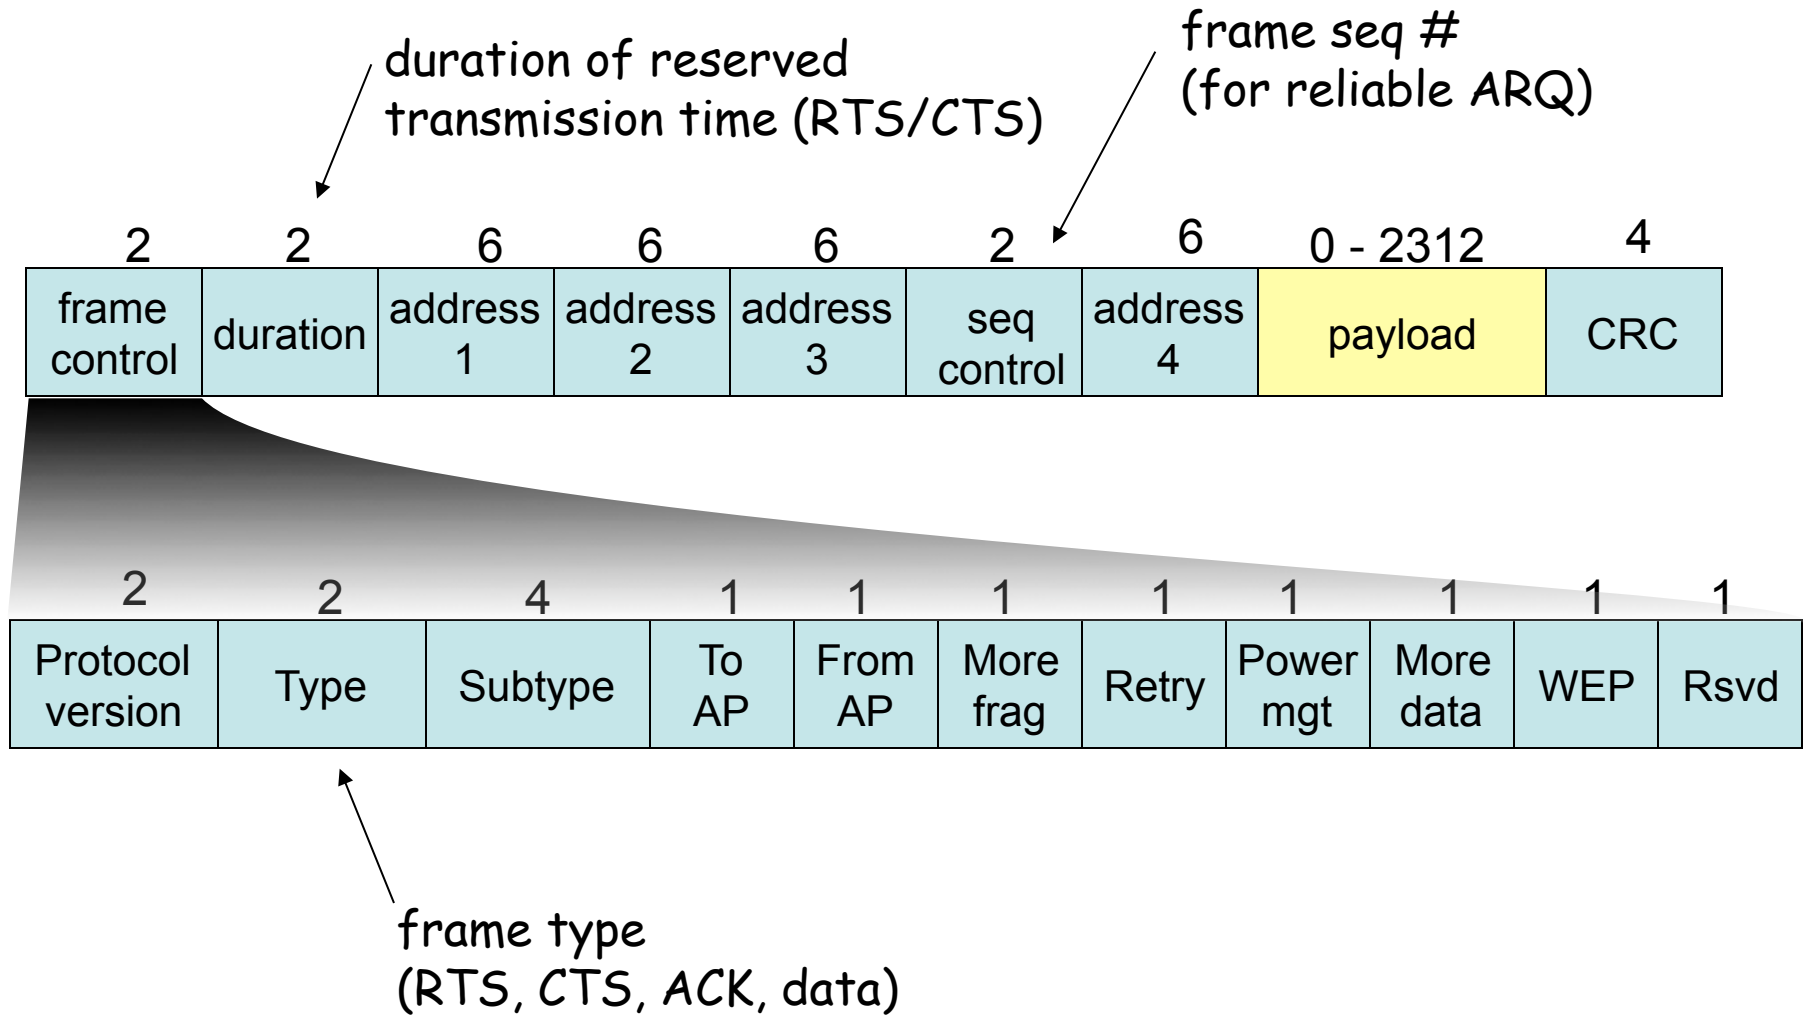 duration of reserved
transmission time (RTS/CTS)
frame seq #
(for reliable ARQ)
2 2 6 6 6 2 6 0 - 2312 4
frame control duration address 1 address 2 address 3 seq control address 4 payload CRC
2 2 4 1 1 1 1 1 1 1 1
Protocol version Type Subtype To AP From AP More frag Retry Power mgt More data WEP Rsvd
frame type
(RTS, CTS, ACK, data)